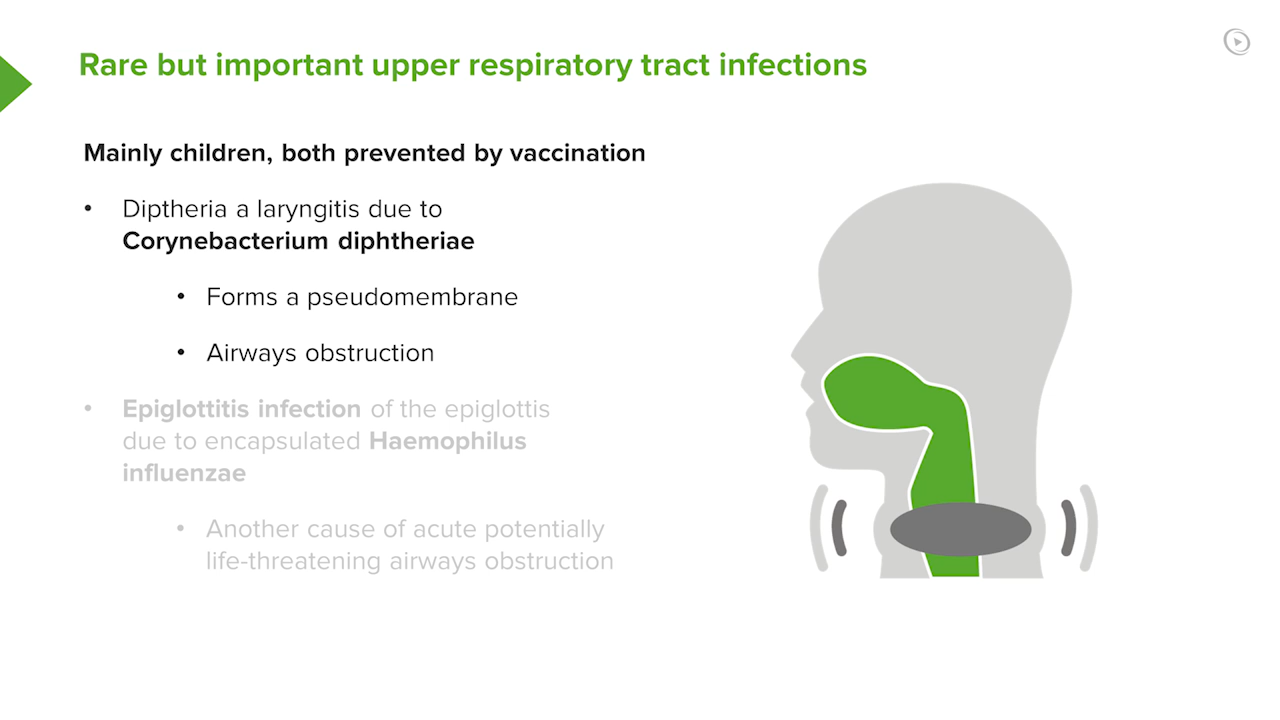 Rare but important upper respiratory tract infections
Mainly children, both prevented by vaccination
• Diptheria a laryngitis due to
Corynebacterium diphtheriae
• Forms a pseudomembrane
• Airways obstruction
• Epiglottitis infection of the epiglottis
due to encapsulated Haemophilus
influenzae
• Another cause of acute potentially
life-threatening airways obstruction